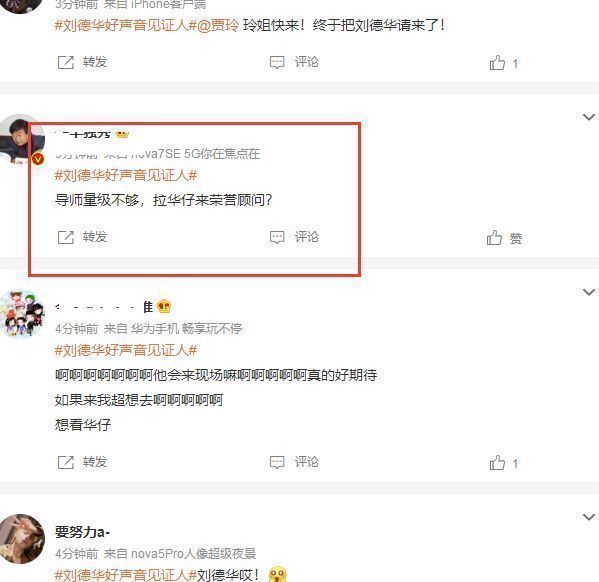 3分钟前 来自 iPhone客户端
#刘德华好声音见证人#@贾玲 玲姐快来！终于把刘德华请来了！
转发 评论 1
来自 nova7SE 5G你在焦点在
#刘德华好声音见证人#
导师量级不够，拉华仔来荣誉顾问？
转发 评论 赞
4分钟前 来自 华为手机 畅享玩不停
#刘德华好声音见证人#
啊啊啊啊啊啊啊他会来现场嘛啊啊啊啊啊真的好期待
如果来我超想去啊啊啊啊啊
想看华仔
转发 评论 1
要努力a-
4分钟前 来自 nova5Pro人像超级夜景
#刘德华好声音见证人#刘德华哎！